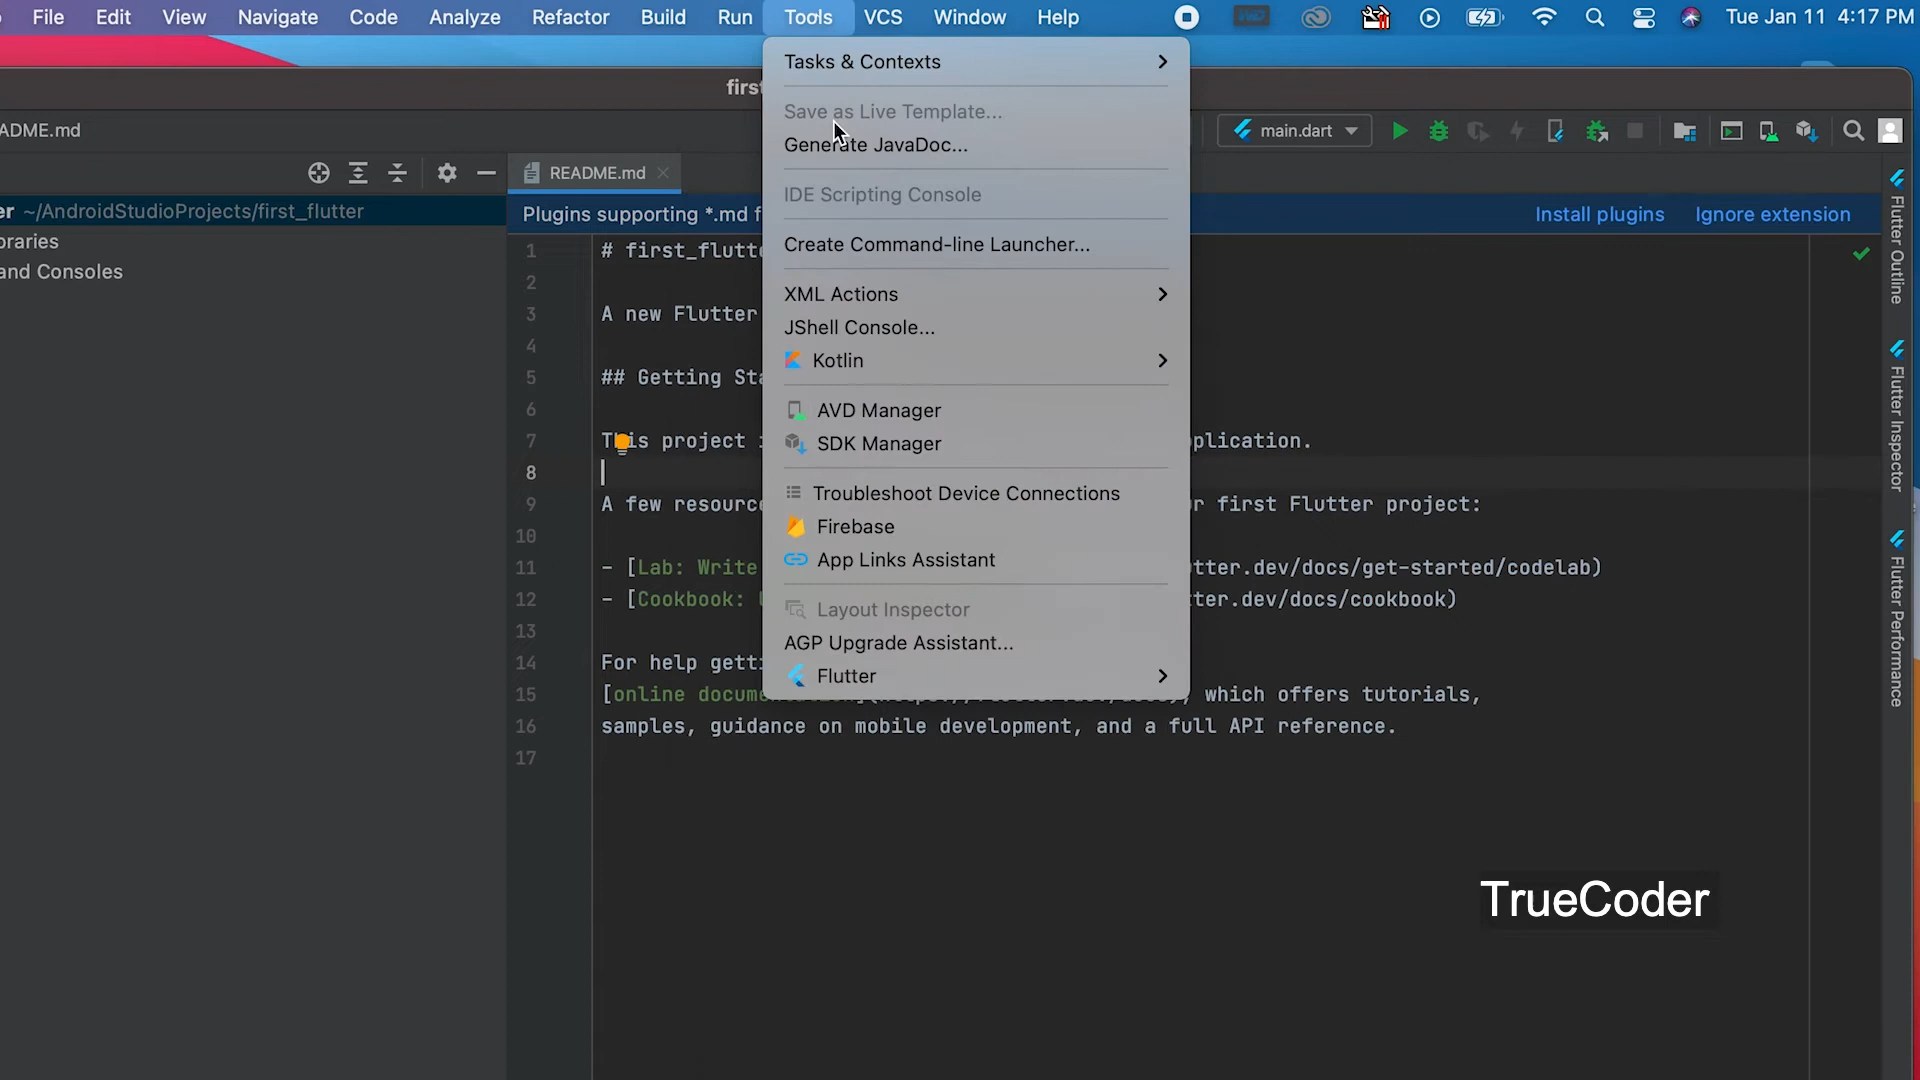 File Edit View Navigate Code Analyze Refactor Build Run Tools VCS Window Help Tue Jan 11 4:17 PM
Tasks & Contexts
Save as Live Template...
Generate JavaDoc...
IDE Scripting Console
Create Command-line Launcher...
XML Actions
JShell Console...
Kotlin
AVD Manager
SDK Manager
Troubleshoot Device Connections
Firebase
App Links Assistant
Layout Inspector
AGP Upgrade Assistant...
Flutter
firs
ADME.md
main.dart
README.md
er ~/AndroidStudioProjects/first_flutter
braries
and Consoles
Plugins supporting *.md f
Install plugins Ignore extension
1 # first_flutte
2
3 A new Flutter
4
5 ## Getting Sta
6
7 This project plication.
8
9 A few resource r first Flutter project:
10
11 - [Lab: Write tter.dev/docs/get-started/codelab)
12 - [Cookbook: ter.dev/docs/cookbook)
13
14 For help getti
15 [online docum , which offers tutorials,
16 samples, guidance on mobile development, and a full API reference.
17
Flutter Outline
Flutter Inspector
Flutter Performance
TrueCoder